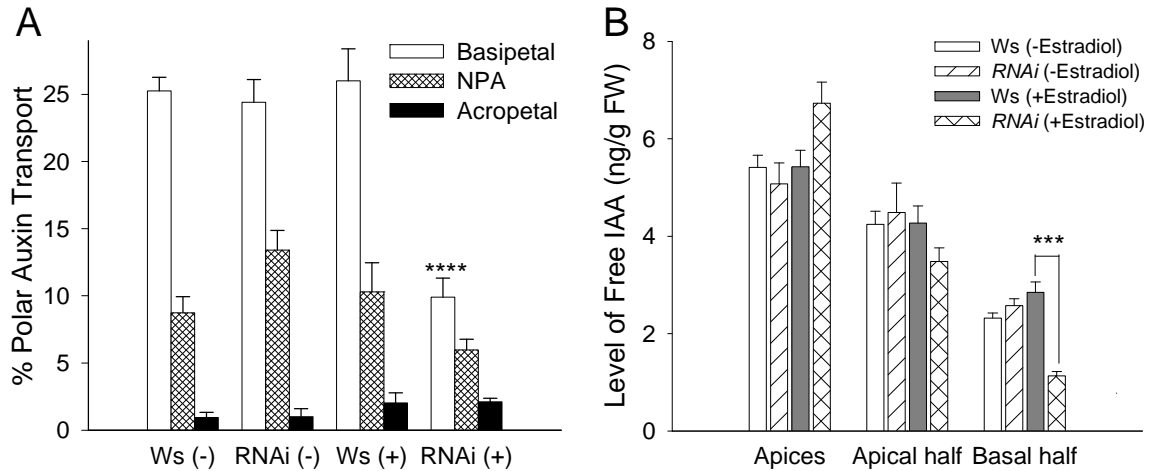 A
% Polar Auxin Transport
25
20
15
10
5
0
Basipetal
NPA
Acropetal
****
Ws (-) RNAi (-) Ws (+) RNAi (+)
B
Level of Free IAA (ng/g FW)
8
6
4
2
0
Ws (-Estradiol)
RNAi (-Estradiol)
Ws (+Estradiol)
RNAi (+Estradiol)
***
Apices Apical half Basal half